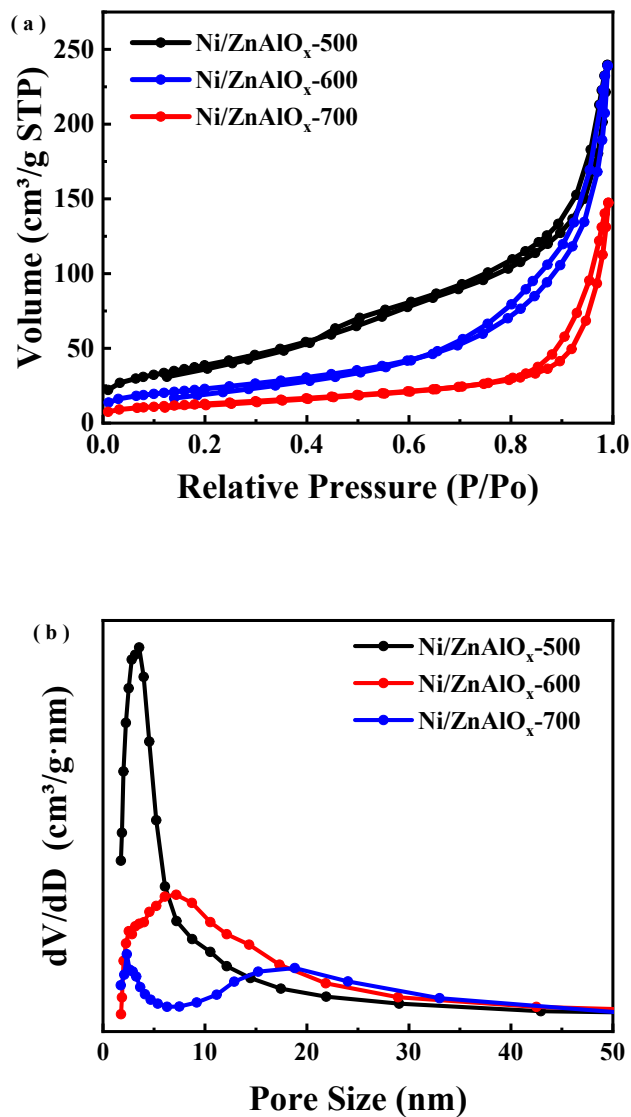 ( a )
250
200
150
100
50
0
Volume (cm³/g STP)
Ni/ZnAlOₓ-500
Ni/ZnAlOₓ-600
Ni/ZnAlOₓ-700
0.0 0.2 0.4 0.6 0.8 1.0
Relative Pressure (P/Po)
( b )
dV/dD (cm³/g·nm)
Ni/ZnAlOₓ-500
Ni/ZnAlOₓ-600
Ni/ZnAlOₓ-700
0 10 20 30 40 50
Pore Size (nm)